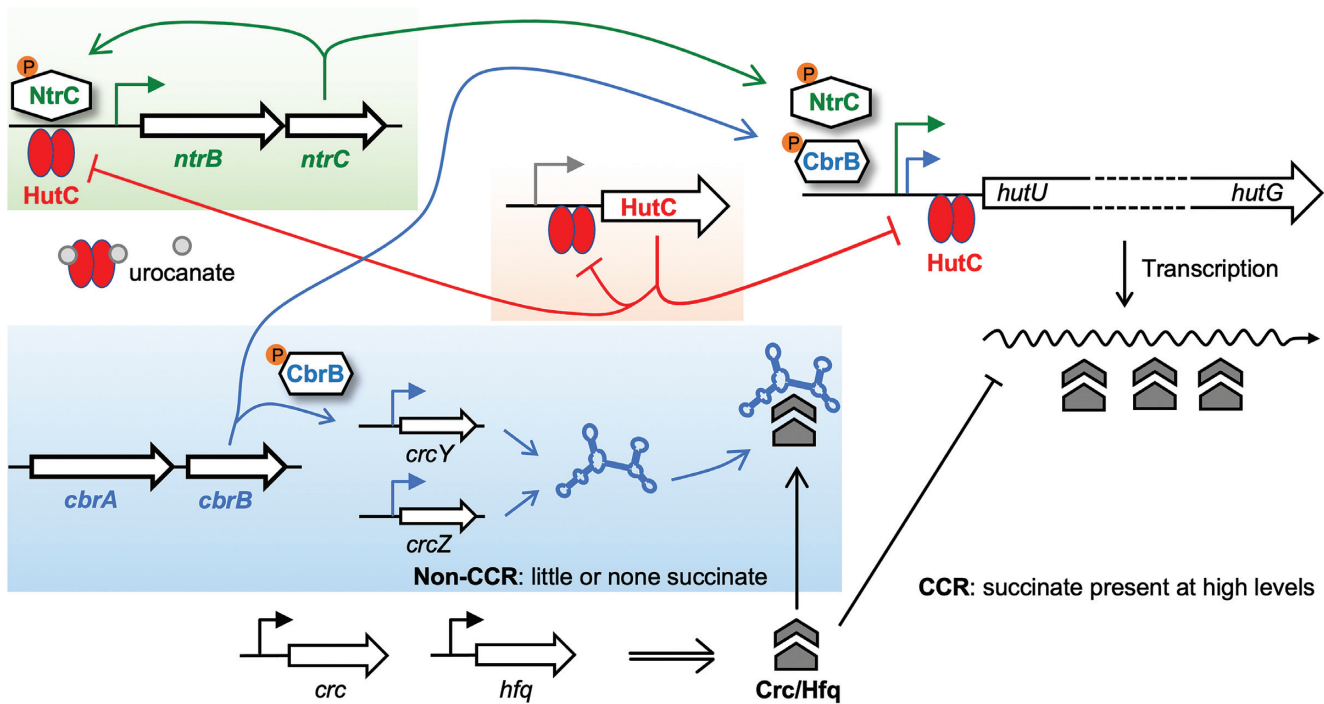 P
NtrC
ntrB
ntrC
HutC
urocanate
HutC
P
NtrC
P
CbrB
hutU
hutG
HutC
Transcription
P
CbrB
cbrA
cbrB
crcY
crcZ
Non-CCR: little or none succinate
CCR: succinate present at high levels
crc
hfq
Crc/Hfq